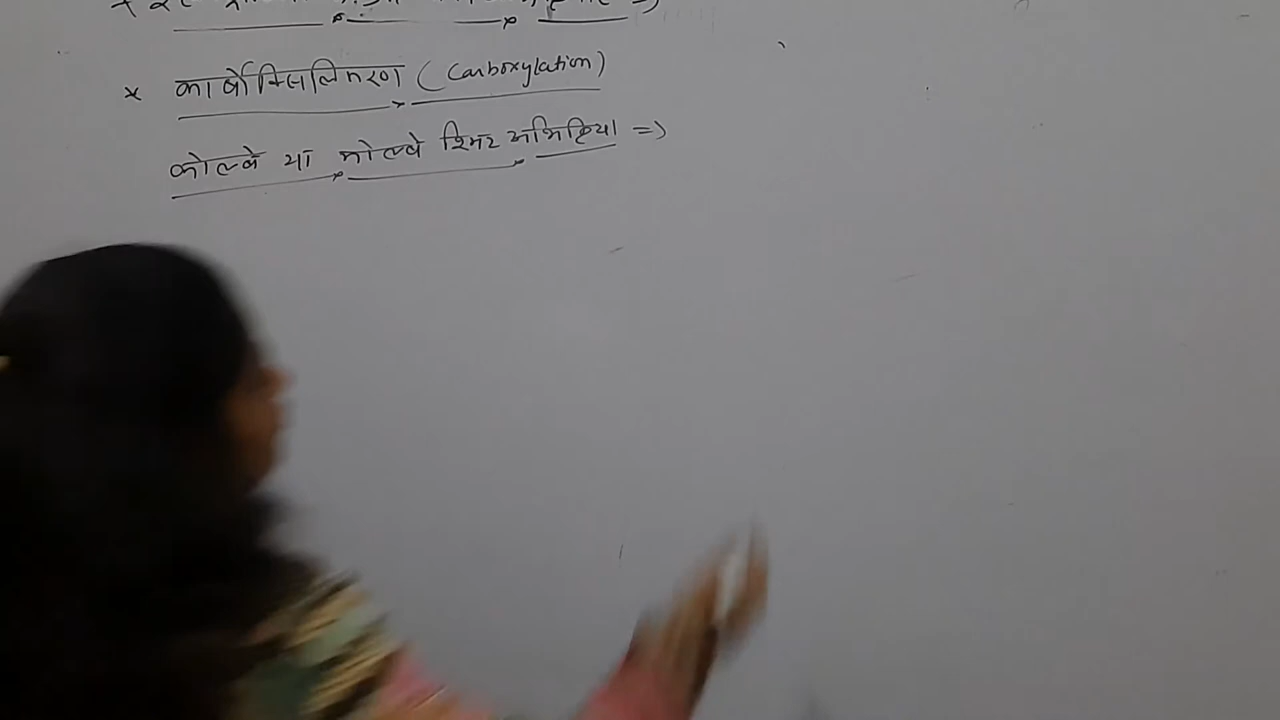 × कार्बोक्सिलिकरण (Carboxylation)
कोल्वे या कोल्वे श्मिट अभिक्रिया =>